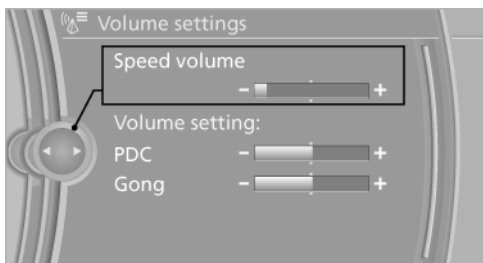 Volume settings
Speed volume
- +
Volume setting:
PDC - +
Gong - +